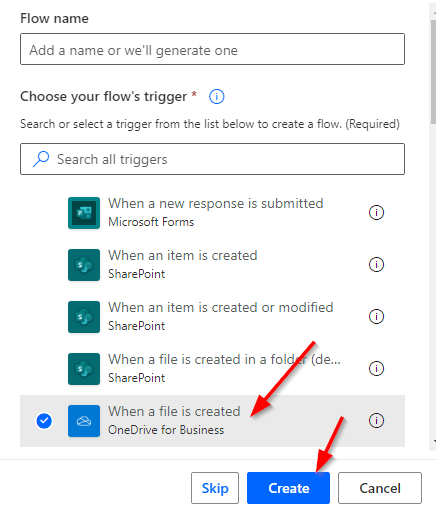 Flow name
Add a name or we'll generate one
Choose your flow's trigger *
Search or select a trigger from the list below to create a flow. (Required)
Search all triggers
When a new response is submitted
Microsoft Forms
When an item is created
SharePoint
When an item is created or modified
SharePoint
When a file is created in a folder (de...
SharePoint
When a file is created
OneDrive for Business
Skip Create Cancel